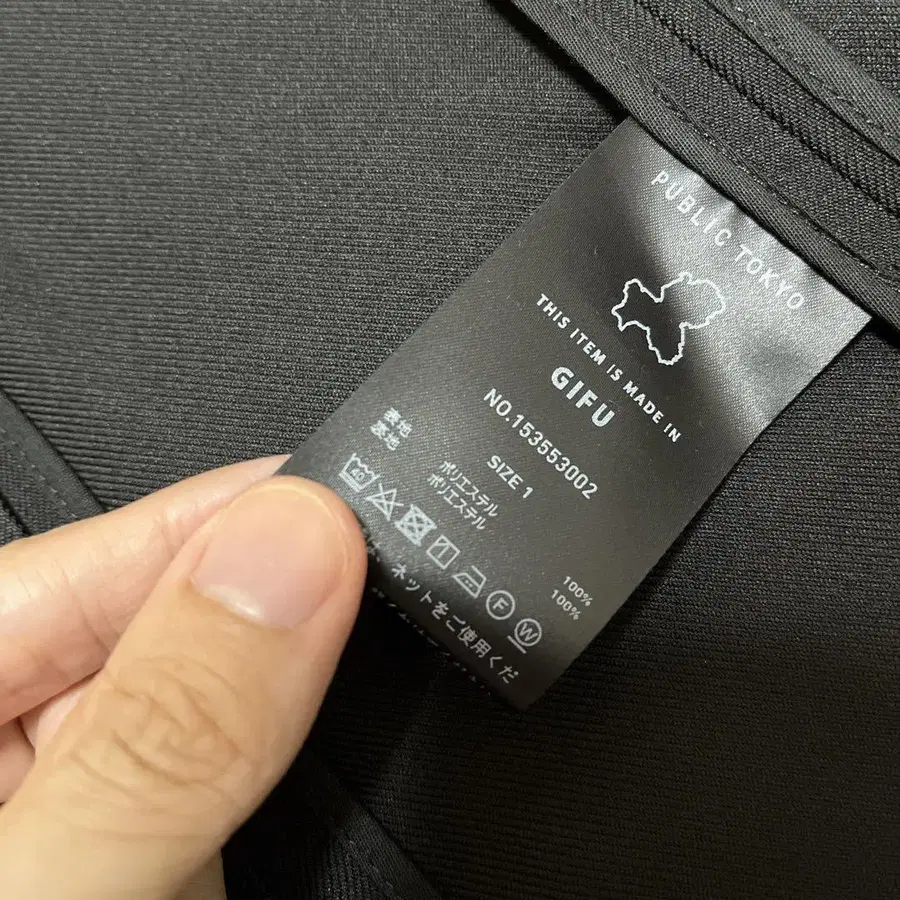 PUBLIC TOKYO
THIS ITEM IS MADE IN
GIFU
NO.153553002
SIZE 1
表地 ポリエステル 100%
裏地 ポリエステル 100%
40
F
W
ネットをご使用くだ